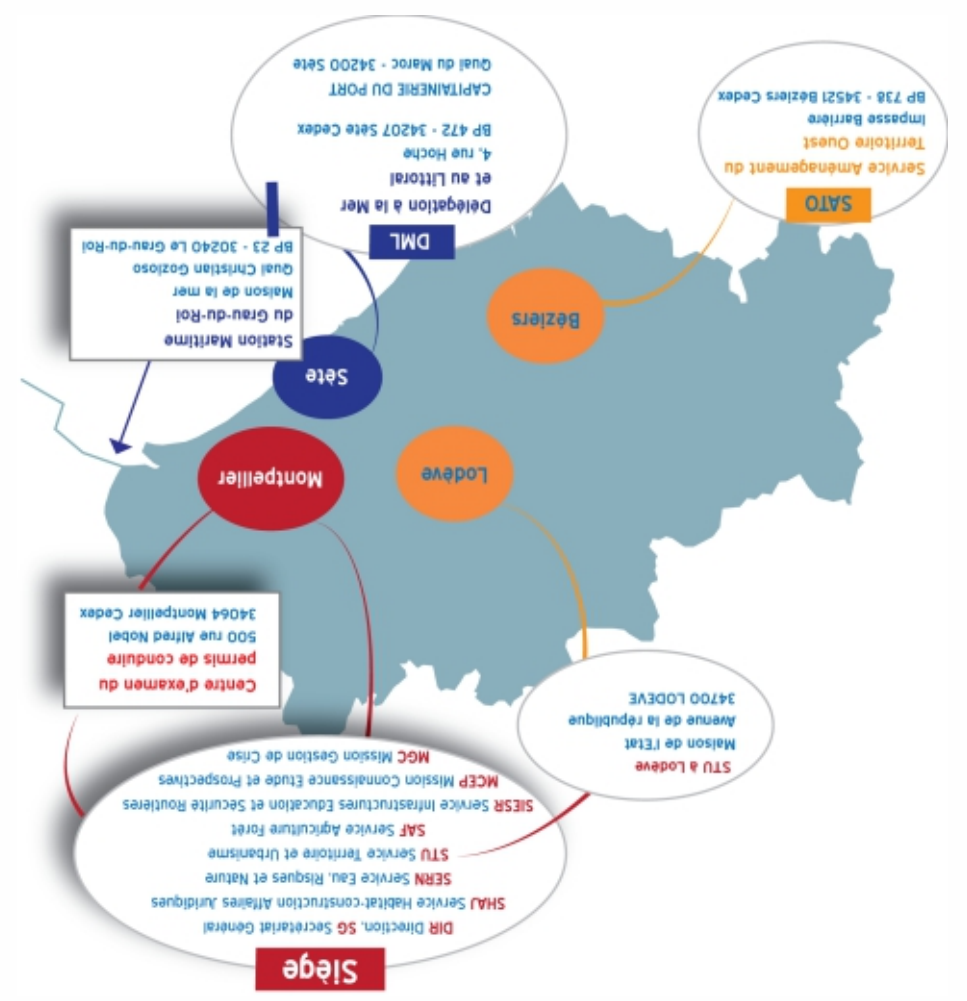 Siège
DIR Direction, SG Secrétariat Général
SHAJ Service Habitat-construction Affaires Juridiques
SERN Service Eau, Risques et Nature
STU Service Territoire et Urbanisme
SAF Service Agriculture Forêt
SIESR Service Infrastructures Education et Sécurité Routières
MCEP Mission Connaissance Etude et Prospectives
MGC Mission Gestion de Crise
STU à Lodève
Maison de l'Etat
Avenue de la république
34700 LODEVE
Centre d'examen du
permis de conduire
500 rue Alfred Nobel
34064 Montpellier Cedex
Lodève
Montpellier
Sète
Béziers
Station Maritime
du Grau-du-Roi
Maison de la mer
Quai Christian Gozioso
BP 23 - 30240 Le Grau-du-Roi
DML
Délégation à la Mer
et au Littoral
4, rue Hoche
BP 472 - 34207 Sète Cedex
CAPITAINERIE DU PORT
Quai du Maroc - 34200 Sète
SATO
Service Aménagement du
Territoire Ouest
Impasse Barrière
BP 738 - 34521 Béziers Cedex